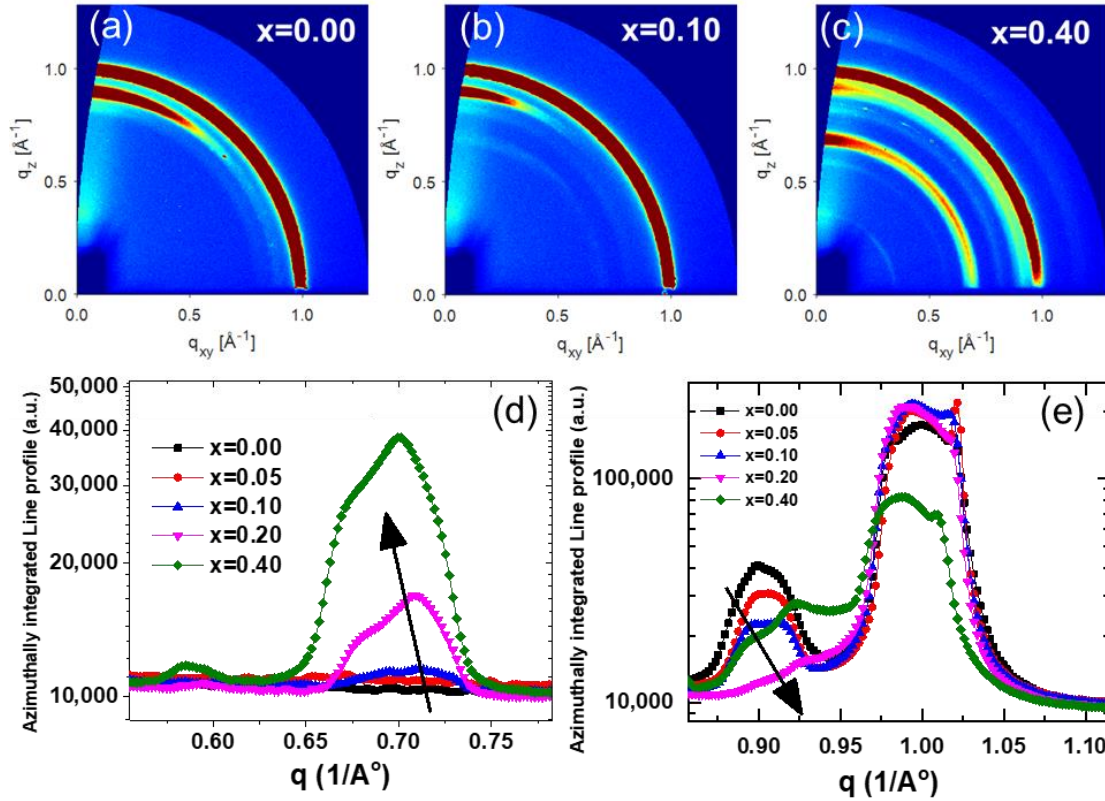 (a) x=0.00
1.0
0.5
0.0
q_z [Å⁻¹]
0.0 0.5 1.0
q_xy [Å⁻¹]
(b) x=0.10
1.0
0.5
0.0
q_z [Å⁻¹]
0.0 0.5 1.0
q_xy [Å⁻¹]
(c) x=0.40
1.0
0.5
0.0
q_z [Å⁻¹]
0.0 0.5 1.0
q_xy [Å⁻¹]
(d)
Azimuthally integrated Line profile (a.u.)
50,000
40,000
30,000
20,000
10,000
x=0.00
x=0.05
x=0.10
x=0.20
x=0.40
0.60 0.65 0.70 0.75
q (1/A°)
(e)
Azimuthally integrated Line profile (a.u.)
100,000
10,000
x=0.00
x=0.05
x=0.10
x=0.20
x=0.40
0.90 0.95 1.00 1.05 1.10
q (1/A°)